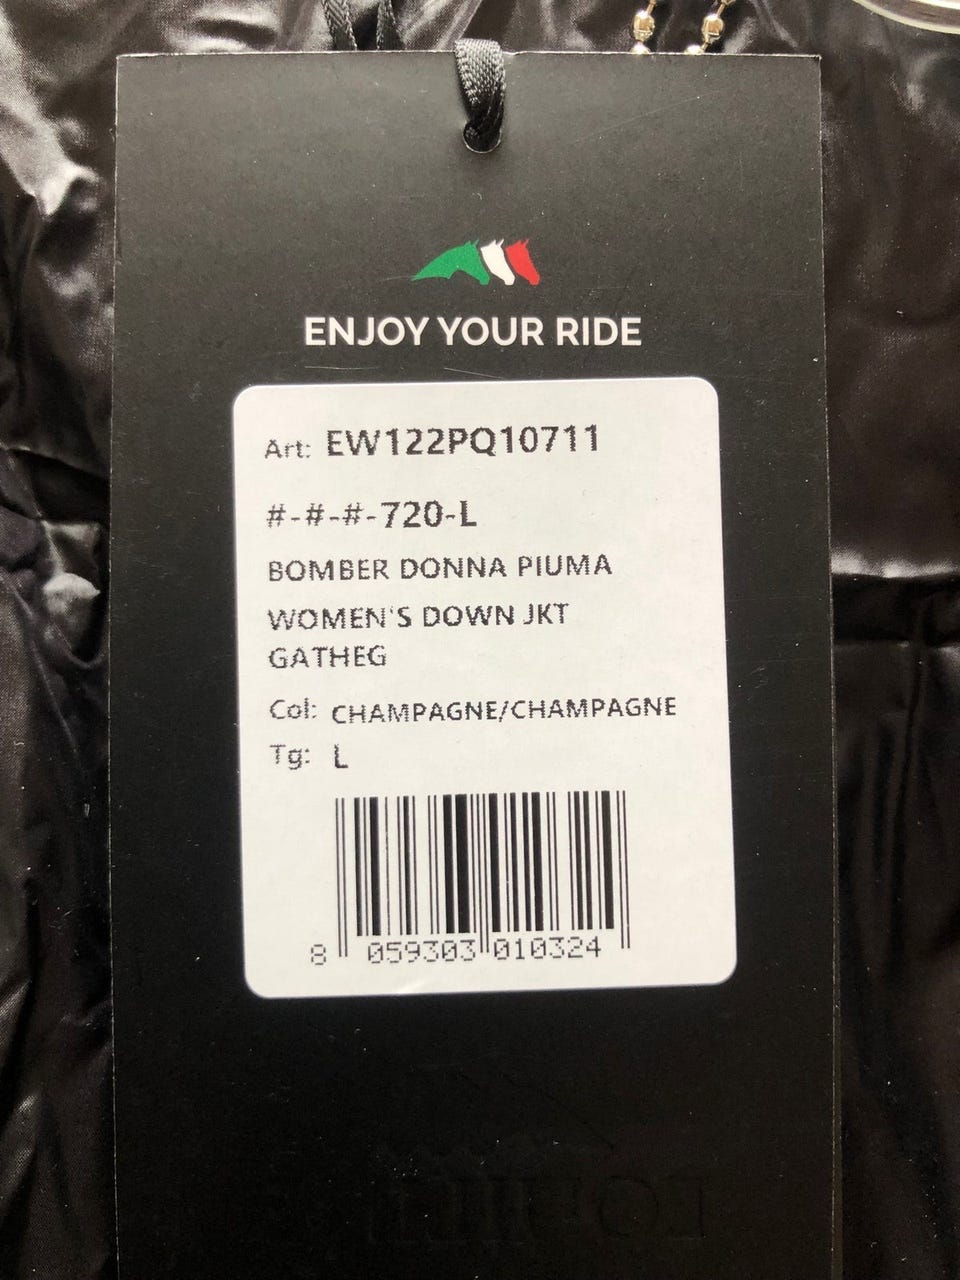 ENJOY YOUR RIDE
Art: EW122PQ10711
#-#-#-720-L
BOMBER DONNA PIUMA
WOMEN'S DOWN JKT
GATHEG
Col: CHAMPAGNE/CHAMPAGNE
Tg: L
8 059303 010324